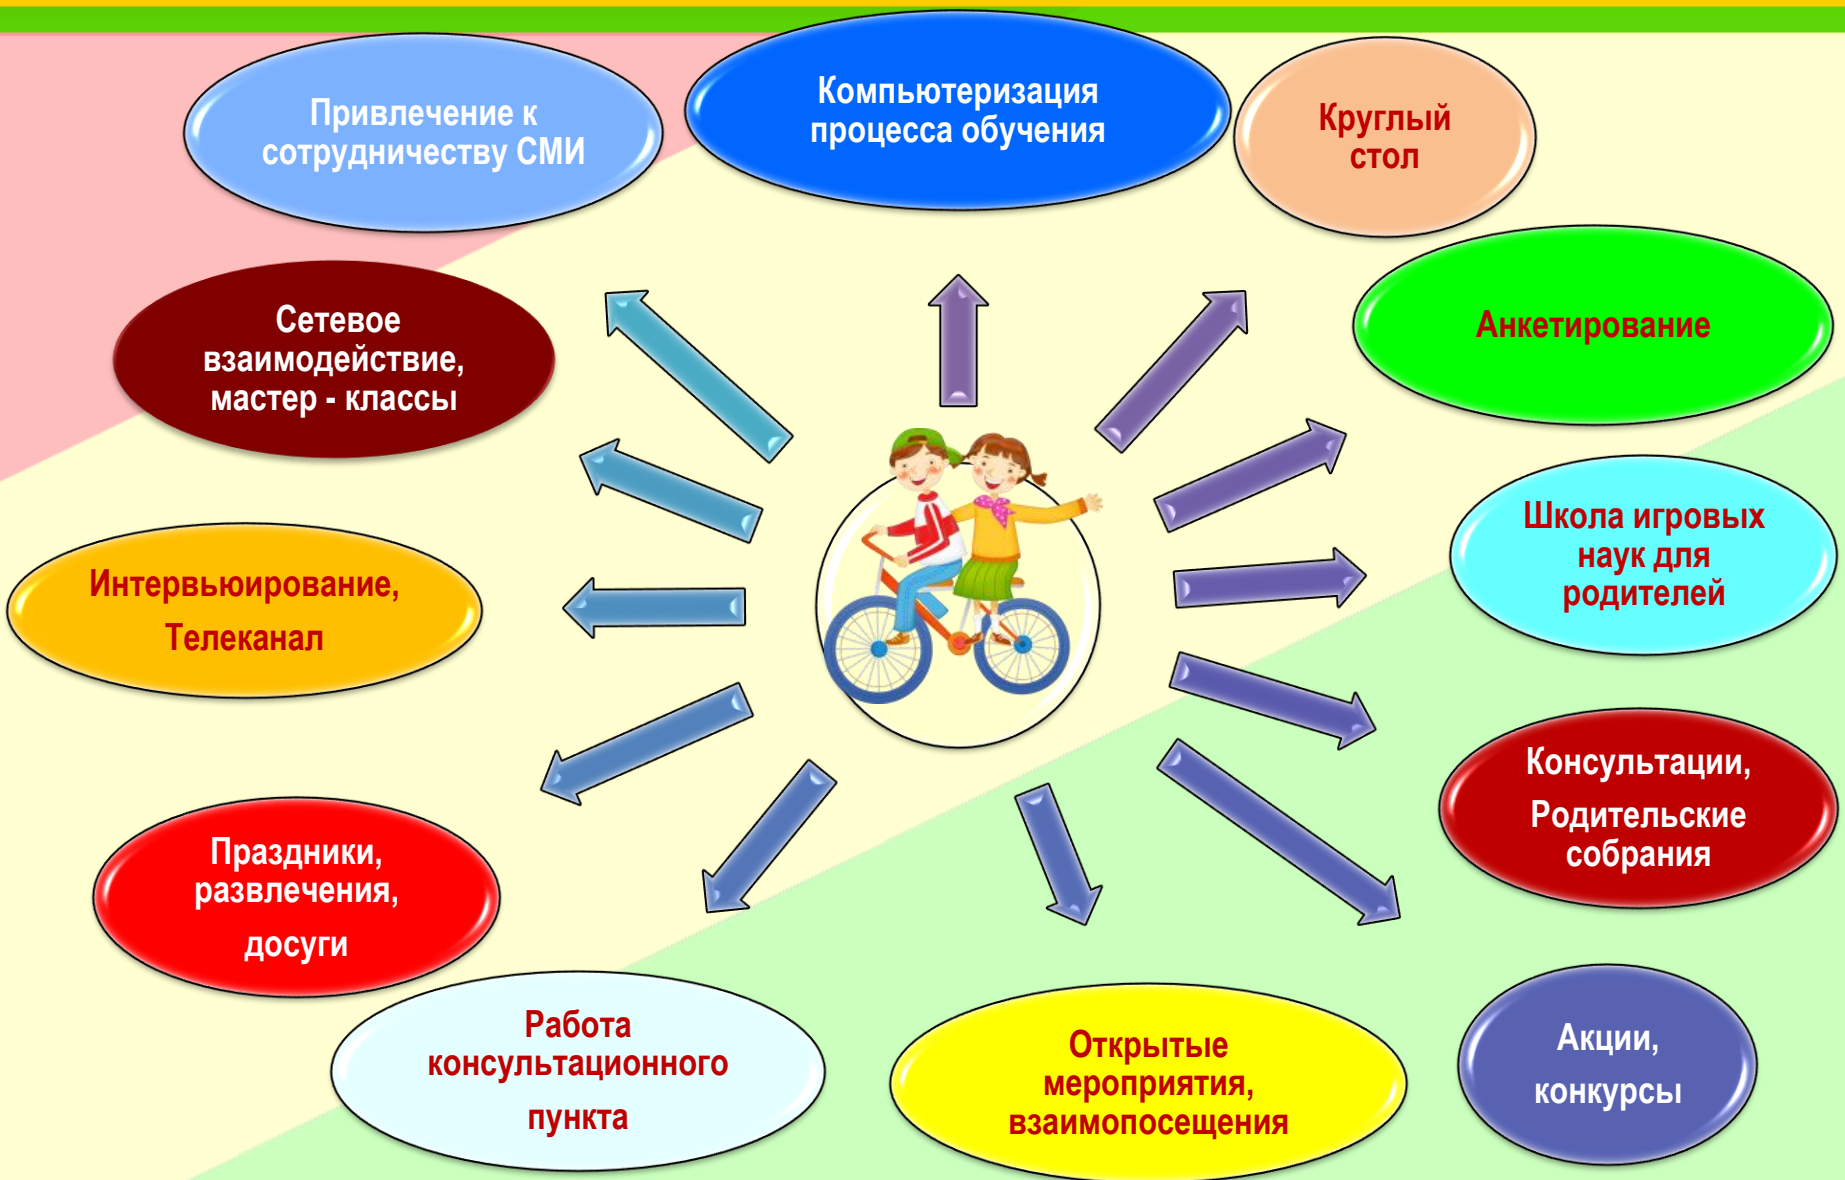 Привлечение к
сотрудничеству СМИ
Компьютеризация
процесса обучения
Круглый
стол
Сетевое
взаимодействие,
мастер - классы
Анкетирование
Школа игровых
наук для
родителей
Интервьюирование,
Телеканал
Консультации,
Родительские
собрания
Праздники,
развлечения,
досуги
Работа
консультационного
пункта
Открытые
мероприятия,
взаимопосещения
Акции,
конкурсы